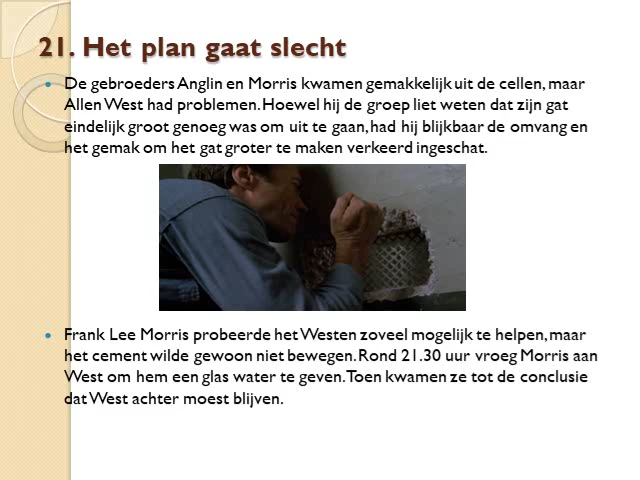 21. Het plan gaat slecht
De gebroeders Anglin en Morris kwamen gemakkelijk uit de cellen, maar
Allen West had problemen. Hoewel hij de groep liet weten dat zijn gat
eindelijk groot genoeg was om uit te gaan, had hij blijkbaar de omvang en
het gemak om het gat groter te maken verkeerd ingeschat.
Frank Lee Morris probeerde het Westen zoveel mogelijk te helpen, maar
het cement wilde gewoon niet bewegen. Rond 21.30 uur vroeg Morris aan
West om hem een glas water te geven. Toen kwamen ze tot de conclusie
dat West achter moest blijven.